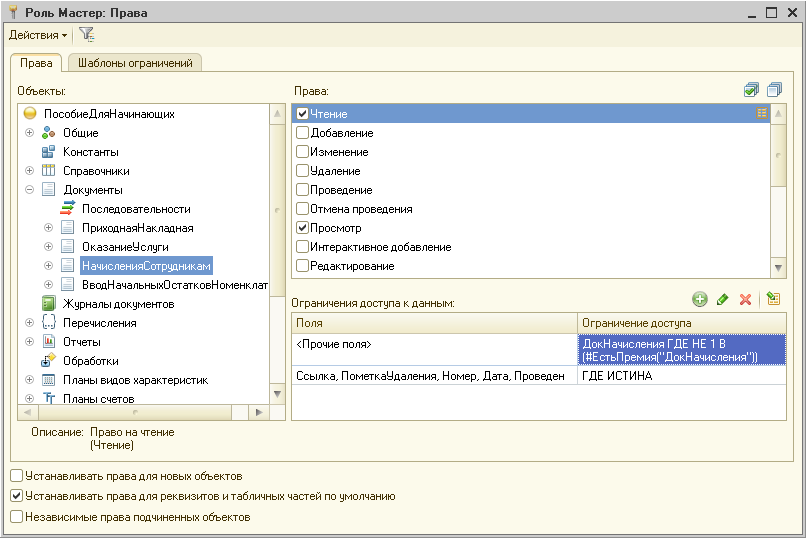 Роль Мастер: Права
Действия
Права
Шаблоны ограничений
Объекты:
ПособиеДляНачинающих
Общие
Константы
Справочники
Документы
Последовательности
ПриходнаяНакладная
ОказаниеУслуги
НачисленияСотрудникам
ВводНачальныхОстатковНоменклат
Журналы документов
Перечисления
Отчеты
Обработки
Планы видов характеристик
Планы счетов
Описание: Право на чтение
(Чтение)
Права:
Чтение
Добавление
Изменение
Удаление
Проведение
Отмена проведения
Просмотр
Интерактивное добавление
Редактирование
Ограничения доступа к данным:
Поля Ограничение доступа
<Прочие поля> ДокНачисления ГДЕ НЕ 1 В
(#ЕстьПремия("ДокНачисления"))
Ссылка, ПометкаУдаления, Номер, Дата, Проведен ГДЕ ИСТИНА
Устанавливать права для новых объектов
Устанавливать права для реквизитов и табличных частей по умолчанию
Независимые права подчиненных объектов